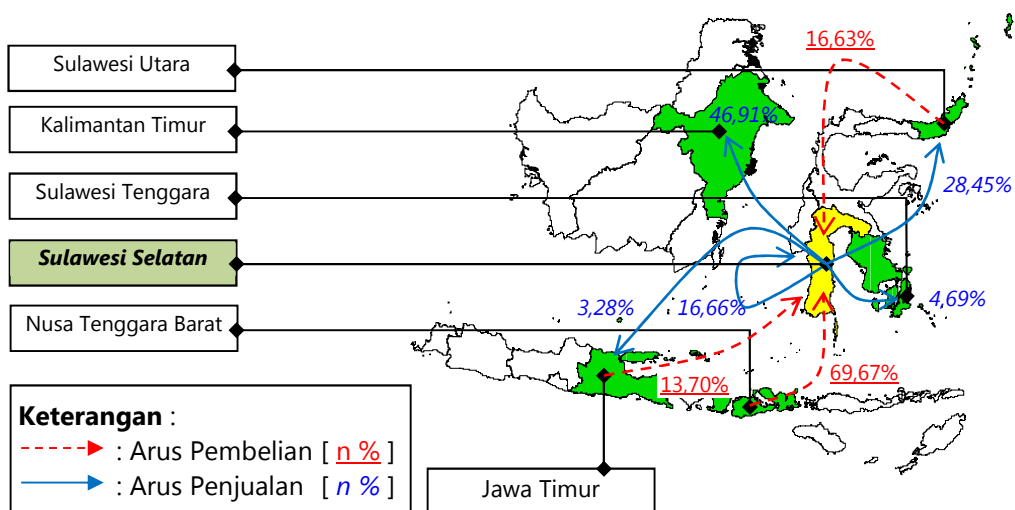 Sulawesi Utara
Kalimantan Timur
Sulawesi Tenggara
Sulawesi Selatan
Nusa Tenggara Barat
16,63%
46,91%
28,45%
3,28%
16,66%
4,69%
13,70%
69,67%
Keterangan :
: Arus Pembelian [ n % ]
: Arus Penjualan [ n % ]
Jawa Timur